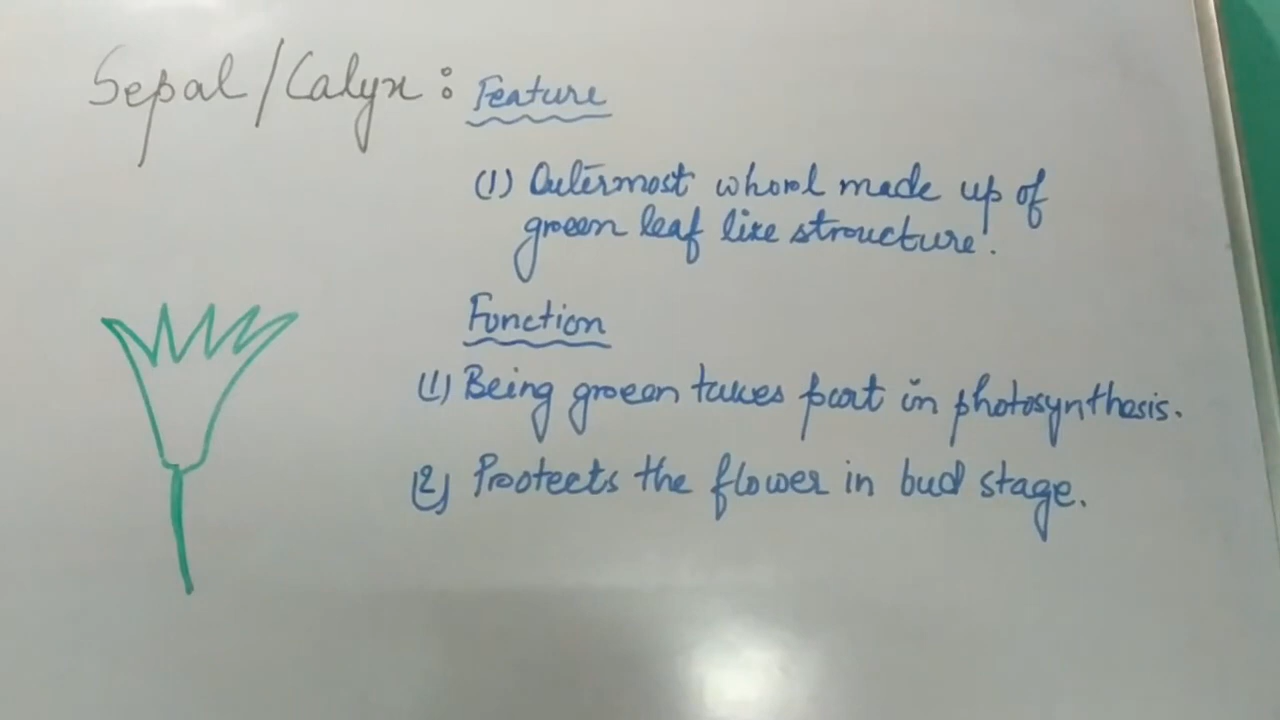 Sepal/Calyx : Feature
(1) Outermost whorl made up of
green leaf like structure.
Function
(1) Being green takes part in photosynthesis.
(2) Protects the flower in bud stage.